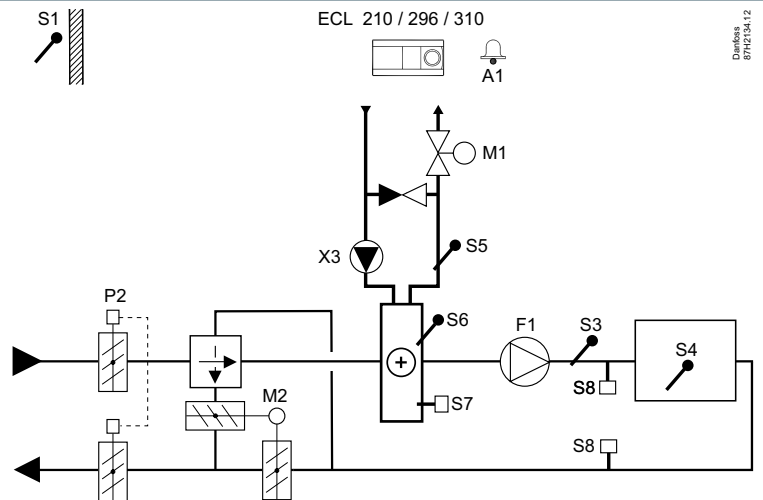 S1
ECL 210 / 296 / 310
A1
Danfoss
87H2134.12
M1
S5
X3
P2
S6
F1
S3
S4
S8
M2
S7
S8